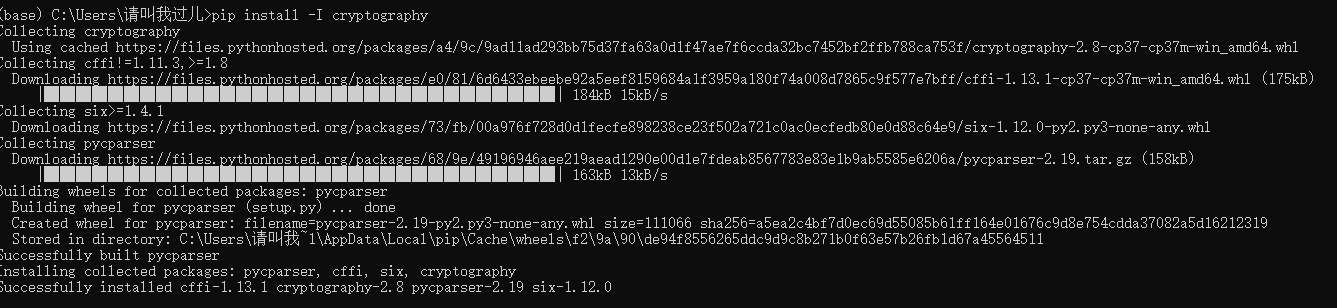 (base) C:\Users\请叫我过儿>pip install -I cryptography
Collecting cryptography
Using cached https://files.pythonhosted.org/packages/a4/9c/9ad11ad293bb75d37fa63a0d1f47ae7f6ccda32bc7452bf2ffb788ca753f/cryptography-2.8-cp37-cp37m-win_amd64.whl
Collecting cffi!=1.11.3,>=1.8
Downloading https://files.pythonhosted.org/packages/e0/81/6d6433ebeebe92a5eef8159684a1f3959a180f74a008d7865c9f577e7bff/cffi-1.13.1-cp37-cp37m-win_amd64.whl (175kB)
184kB 15kB/s
Collecting six>=1.4.1
Downloading https://files.pythonhosted.org/packages/73/fb/00a976f728d0d1fecfe898238ce23f502a721c0ac0ecfedb80e0d88c64e9/six-1.12.0-py2.py3-none-any.whl
Collecting pycparser
Downloading https://files.pythonhosted.org/packages/68/9e/49196946aee219aead1290e00d1e7fdeab8567783e83e1b9ab5585e6206a/pycparser-2.19.tar.gz (158kB)
163kB 13kB/s
Building wheels for collected packages: pycparser
Building wheel for pycparser (setup.py) ... done
Created wheel for pycparser: filename=pycparser-2.19-py2.py3-none-any.whl size=111066 sha256=a5ea2c4bf7d0ec69d55085b61ff164e01676c9d8e754cdda37082a5d16212319
Stored in directory: C:\Users\请叫我~1\AppData\Local\pip\Cache\wheels\f2\9a\90\de94f8556265ddc9d9c8b271b0f63e57b26fb1d67a45564511
Successfully built pycparser
Installing collected packages: pycparser, cffi, six, cryptography
Successfully installed cffi-1.13.1 cryptography-2.8 pycparser-2.19 six-1.12.0